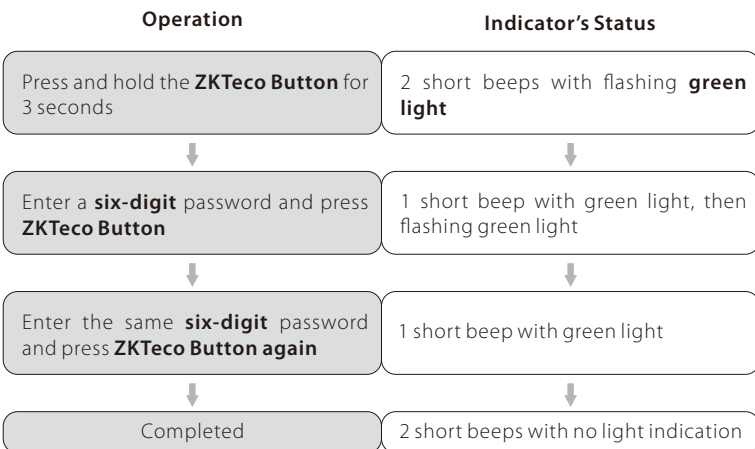 Operation
Indicator's Status
Press and hold the ZKTeco Button for
3 seconds
2 short beeps with flashing green
light
Enter a six-digit password and press
ZKTeco Button
1 short beep with green light, then
flashing green light
Enter the same six-digit password
and press ZKTeco Button again
1 short beep with green light
Completed
2 short beeps with no light indication